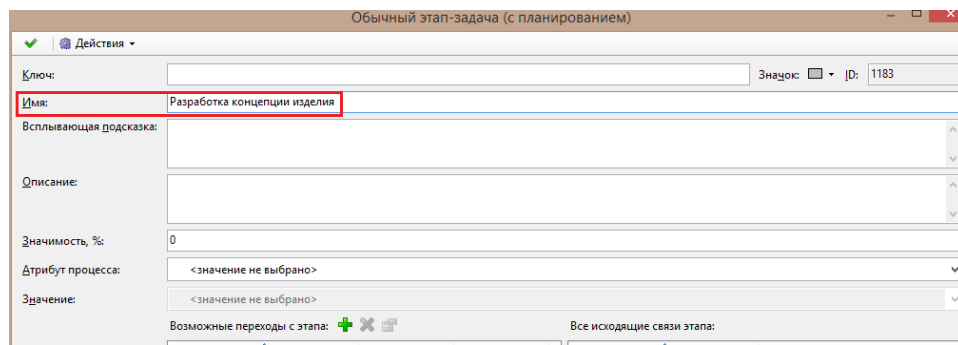 Обычный этап-задача (с планированием)
Действия
Ключ:
Значок:
ID: 1183
Имя: Разработка концепции изделия
Всплывающая подсказка:
Описание:
Значимость, %: 0
Атрибут процесса: <значение не выбрано>
Значение: <значение не выбрано>
Возможные переходы с этапа:
Все исходящие связи этапа: